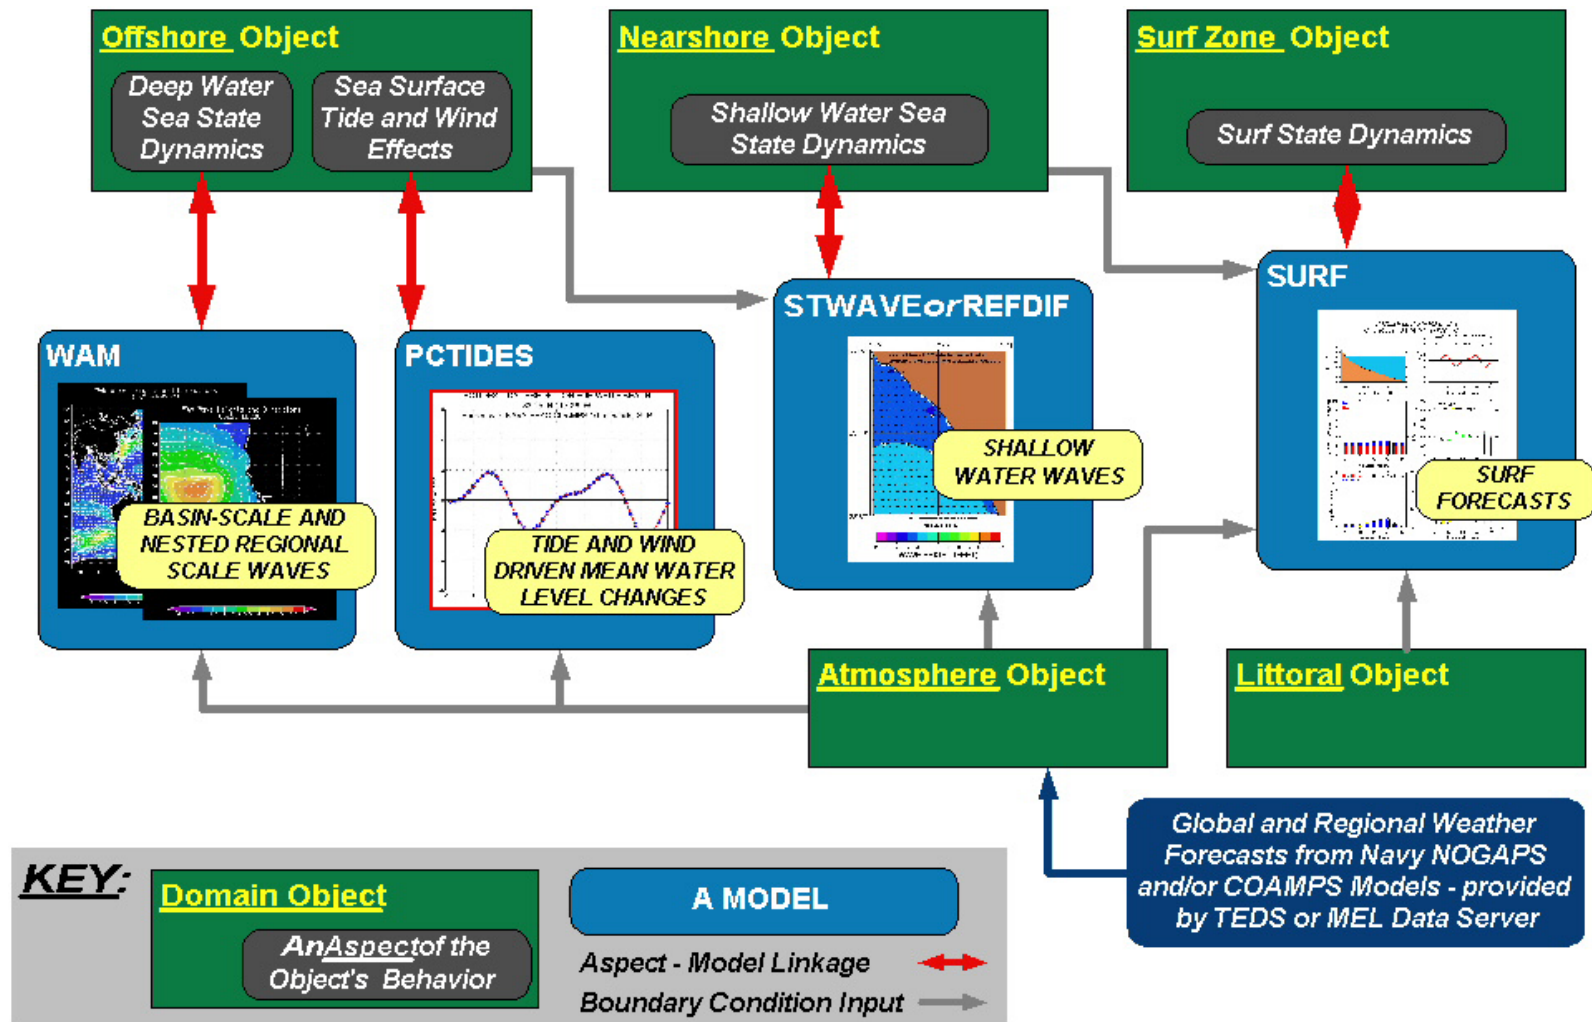 Offshore Object
Deep Water
Sea State
Dynamics
Sea Surface
Tide and Wind
Effects
Nearshore Object
Shallow Water Sea
State Dynamics
Surf Zone Object
Surf State Dynamics
WAM
BASIN-SCALE AND
NESTED REGIONAL
SCALE WAVES
PCTIDES
TIDE AND WIND
DRIVEN MEAN WATER
LEVEL CHANGES
STWAVEorREFDIF
SHALLOW
WATER WAVES
SURF
SURF
FORECASTS
Atmosphere Object
Littoral Object
Global and Regional Weather
Forecasts from Navy NOGAPS
and/or COAMPS Models - provided
by TEDS or MEL Data Server
KEY:
Domain Object
AnAspectof the
Object's Behavior
A MODEL
Aspect - Model Linkage
Boundary Condition Input